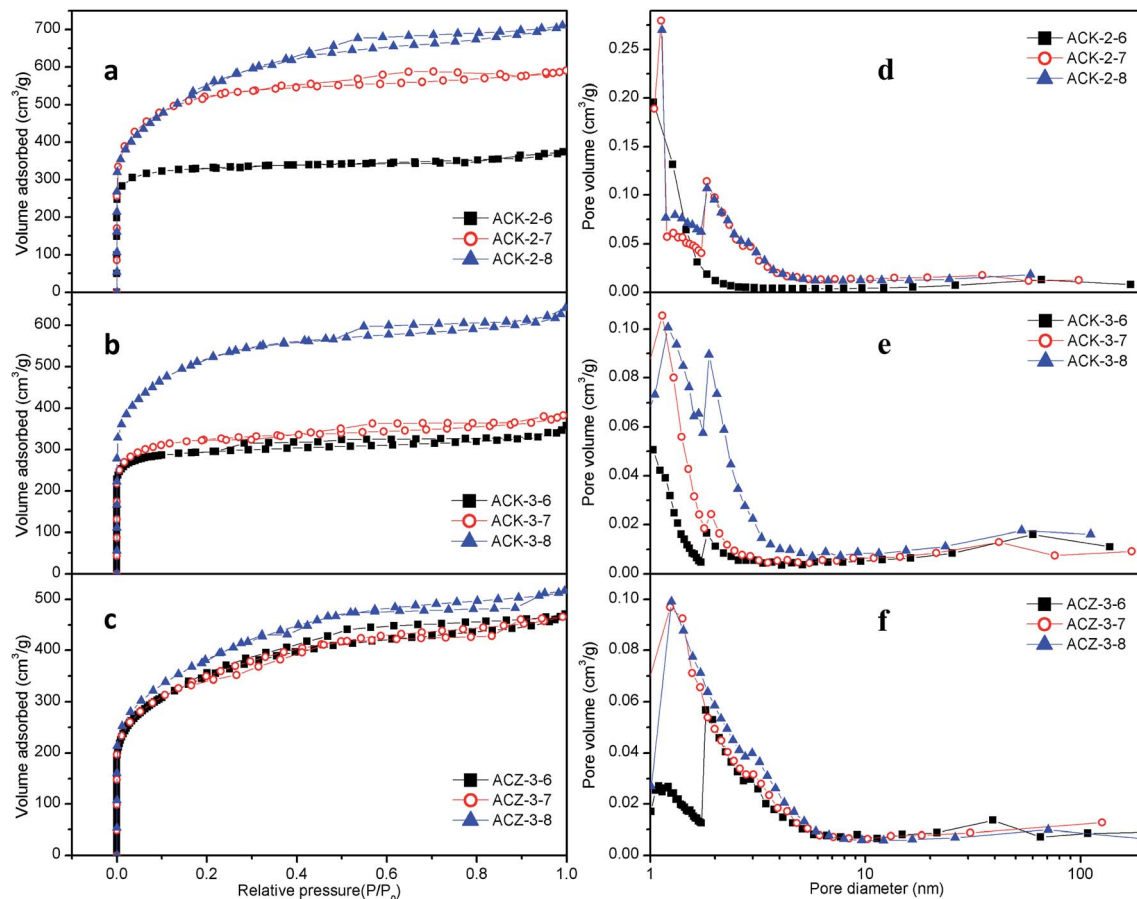 a
700
600
500
400
300
200
100
0
Volume adsorbed (cm³/g)
ACK-2-6
ACK-2-7
ACK-2-8
d
0.25
0.20
0.15
0.10
0.05
0.00
Pore volume (cm³/g)
ACK-2-6
ACK-2-7
ACK-2-8
b
600
500
400
300
200
100
0
Volume adsorbed (cm³/g)
ACK-3-6
ACK-3-7
ACK-3-8
e
0.10
0.08
0.06
0.04
0.02
0.00
Pore volume (cm³/g)
ACK-3-6
ACK-3-7
ACK-3-8
c
500
400
300
200
100
0
Volume adsorbed (cm³/g)
ACZ-3-6
ACZ-3-7
ACZ-3-8
0.0 0.2 0.4 0.6 0.8 1.0
Relative pressure(P/P₀)
f
0.10
0.08
0.06
0.04
0.02
0.00
Pore volume (cm³/g)
ACZ-3-6
ACZ-3-7
ACZ-3-8
1 10 100
Pore diameter (nm)